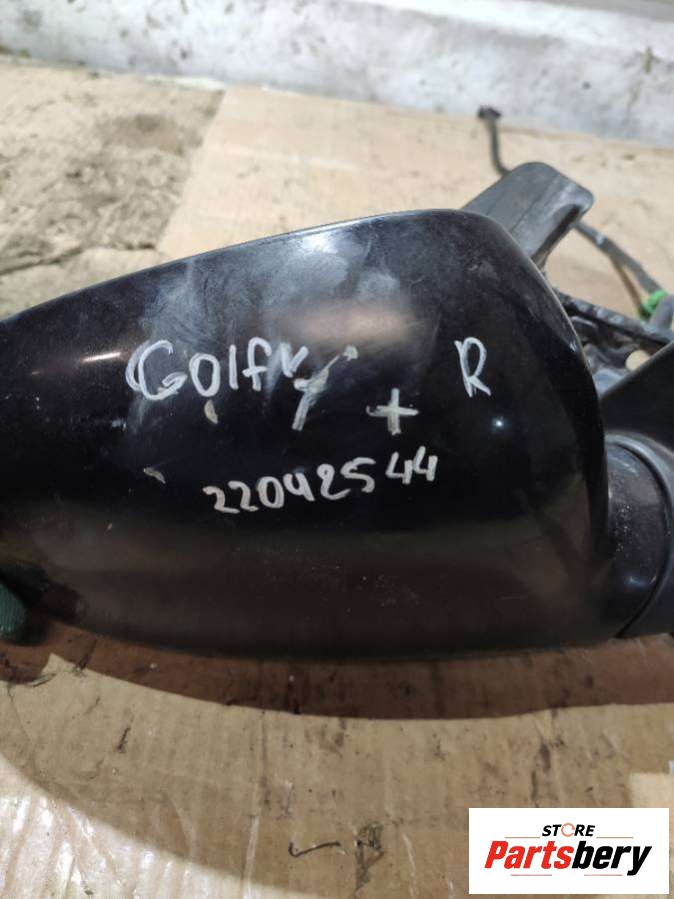 Golf V + R
22042544
STORE
Partsbery